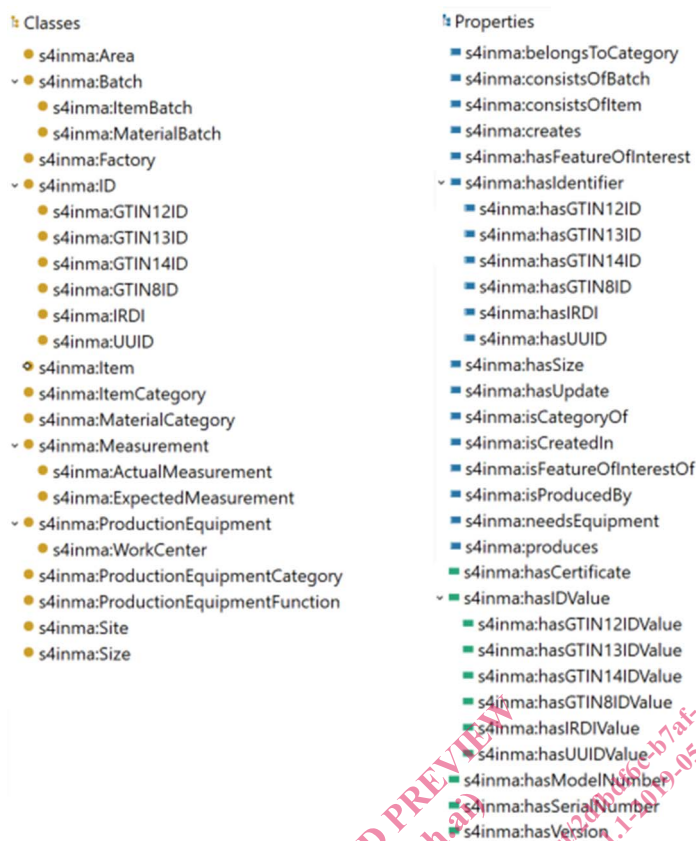 Classes
s4inma:Area
s4inma:Batch
s4inma:ItemBatch
s4inma:MaterialBatch
s4inma:Factory
s4inma:ID
s4inma:GTIN12ID
s4inma:GTIN13ID
s4inma:GTIN14ID
s4inma:GTIN8ID
s4inma:IRDI
s4inma:UUID
s4inma:Item
s4inma:ItemCategory
s4inma:MaterialCategory
s4inma:Measurement
s4inma:ActualMeasurement
s4inma:ExpectedMeasurement
s4inma:ProductionEquipment
s4inma:WorkCenter
s4inma:ProductionEquipmentCategory
s4inma:ProductionEquipmentFunction
s4inma:Site
s4inma:Size
Properties
s4inma:belongsToCategory
s4inma:consistsOfBatch
s4inma:consistsOfItem
s4inma:creates
s4inma:hasFeatureOfInterest
s4inma:hasIdentifier
s4inma:hasGTIN12ID
s4inma:hasGTIN13ID
s4inma:hasGTIN14ID
s4inma:hasGTIN8ID
s4inma:hasIRDI
s4inma:hasUUID
s4inma:hasSize
s4inma:hasUpdate
s4inma:isCategoryOf
s4inma:isCreatedIn
s4inma:isFeatureOfInterestOf
s4inma:isProducedBy
s4inma:needsEquipment
s4inma:produces
s4inma:hasCertificate
s4inma:hasIDValue
s4inma:hasGTIN12IDValue
s4inma:hasGTIN13IDValue
s4inma:hasGTIN14IDValue
s4inma:hasGTIN8IDValue
s4inma:hasIRDIValue
s4inma:hasUUIDValue
s4inma:hasModelNumber
s4inma:hasSerialNumber
s4inma:hasVersion
PREVIEW